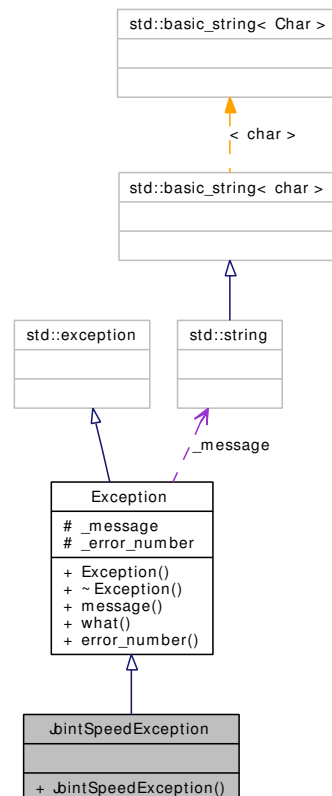 std::basic_string< Char >
< char >
std::basic_string< char>
std::exception
std::string
_message
Exception
# _message
# _error_number
+ Exception()
+ ~Exception()
+ message()
+ what()
+ error_number()
JointSpeedException
+ JointSpeedException()